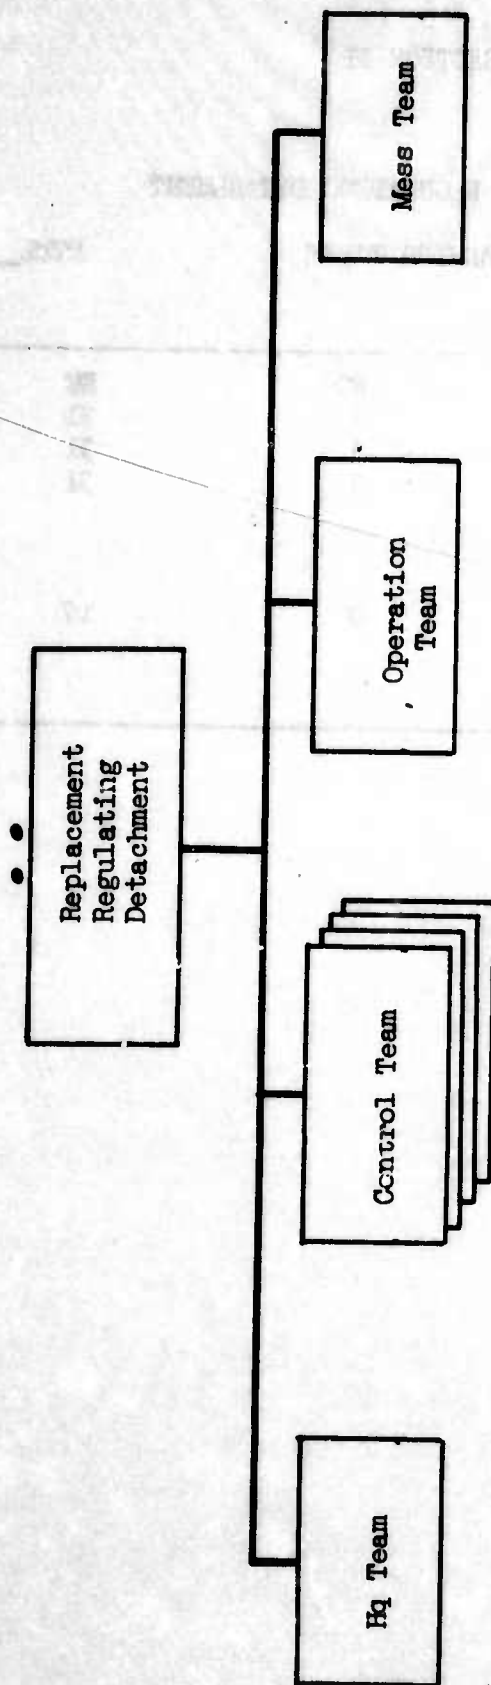 Replacement
Regulating
Detachment
Hq Team
Control Team
Operation
Team
Mess Team